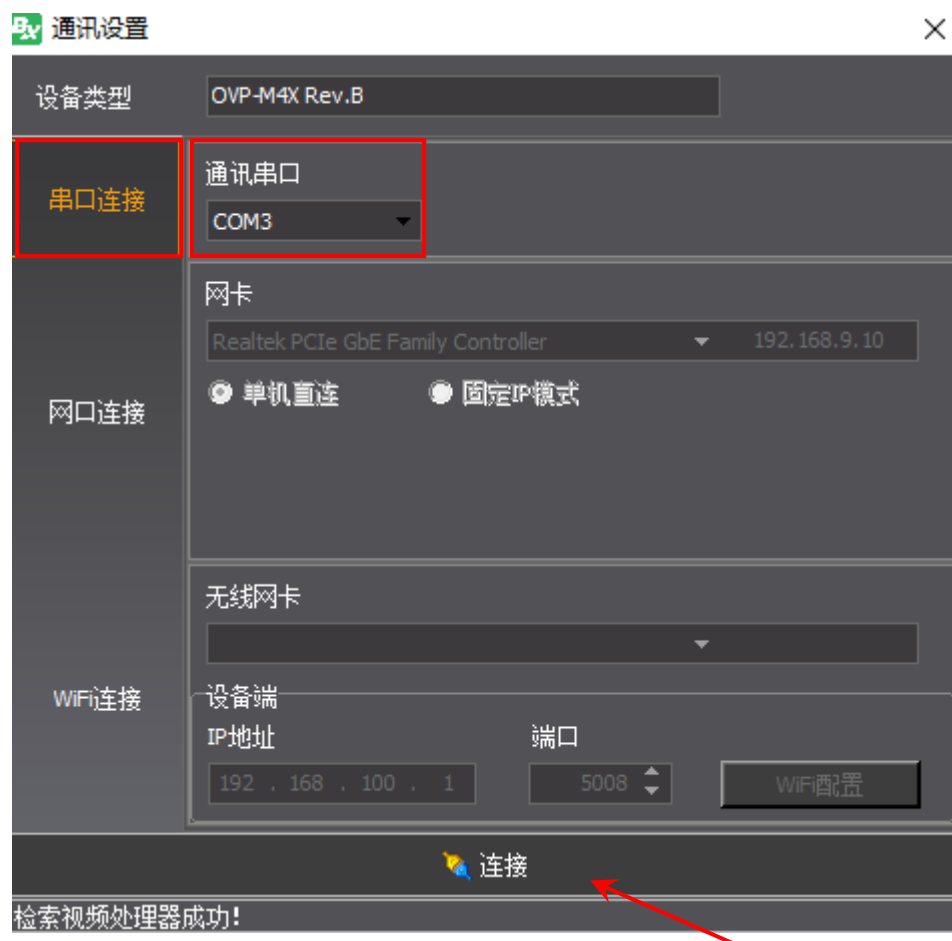 BX 通讯设置
设备类型 OVP-M4X Rev.B
串口连接
通讯串口
COM3
网口连接
网卡
Realtek PCIe GbE Family Controller 192.168.9.10
单机直连 固定IP模式
WiFi连接
无线网卡
设备端
IP地址 端口
192 . 168 . 100 . 1 5008 WiFi配置
连接
检索视频处理器成功!